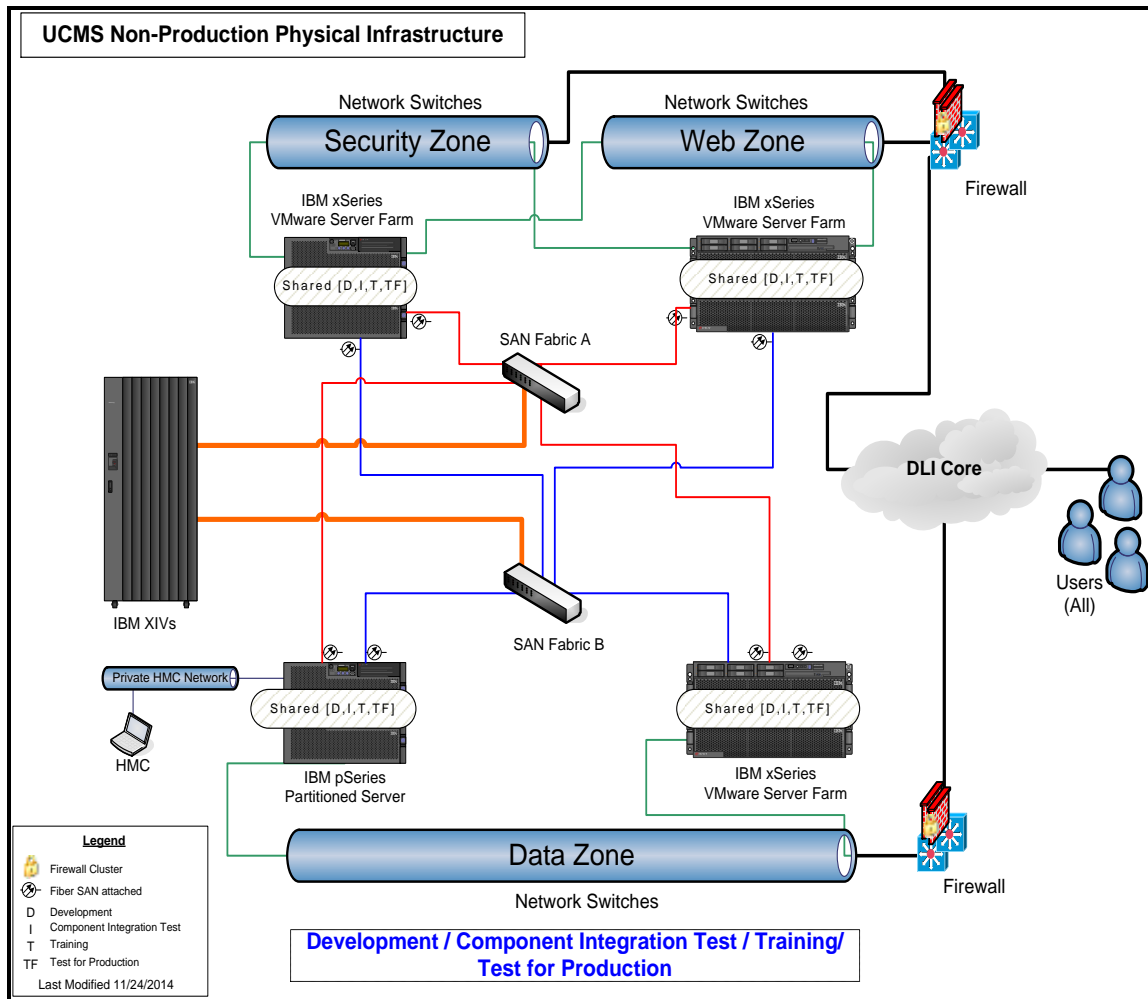 UCMS Non-Production Physical Infrastructure
Network Switches
Network Switches
Security Zone
Web Zone
Firewall
IBM xSeries
VMware Server Farm
IBM xSeries
VMware Server Farm
Shared [D,I,T,TF]
Shared [D,I,T,TF]
SAN Fabric A
DLI Core
Users
(All)
IBM XIVs
SAN Fabric B
Private HMC Network
HMC
Shared [D,I,T,TF]
Shared [D,I,T,TF]
IBM pSeries
Partitioned Server
IBM xSeries
VMware Server Farm
Data Zone
Network Switches
Firewall
Legend
Firewall Cluster
Fiber SAN attached
D Development
I Component Integration Test
T Training
TF Test for Production
Last Modified 11/24/2014
Development / Component Integration Test / Training/
Test for Production